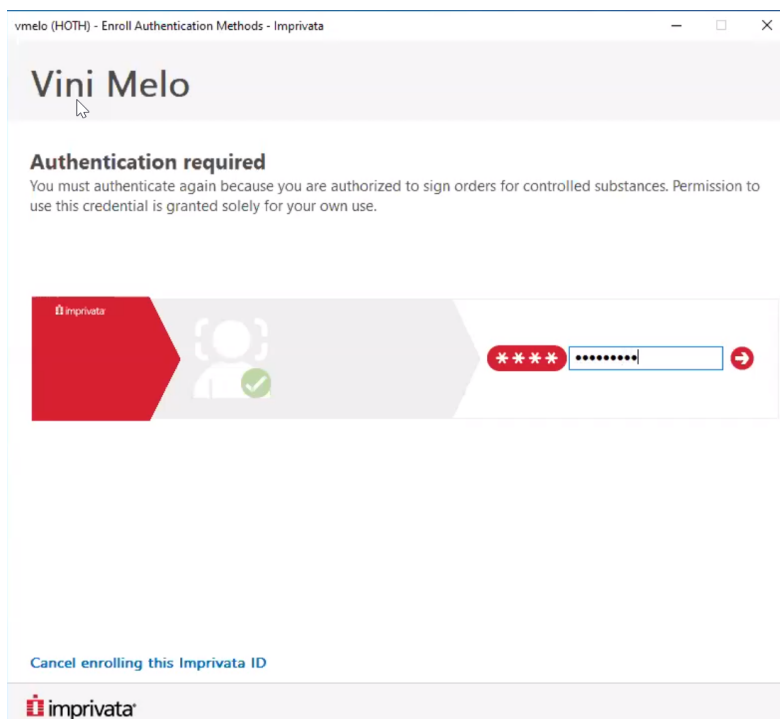 vmelo (HOTH) - Enroll Authentication Methods - Imprivata
Vini Melo
Authentication required
You must authenticate again because you are authorized to sign orders for controlled substances. Permission to
use this credential is granted solely for your own use.
imprivata
****
•••••••••
Cancel enrolling this Imprivata ID
imprivata